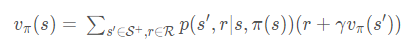 v_π(s) = ∑_{s'∈𝒮⁺,r∈ℛ} p(s', r|s, π(s))(r + γv_π(s'))